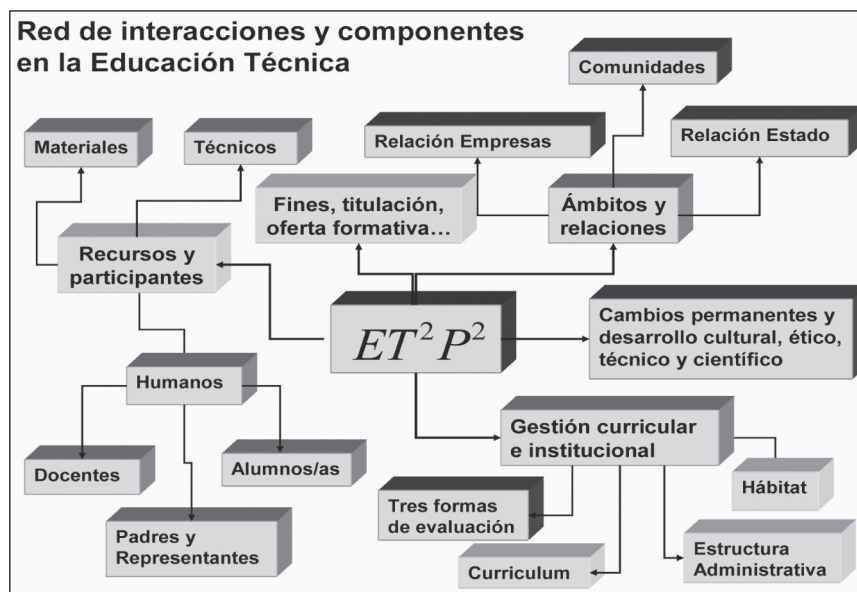 Red de interacciones y componentes
en la Educación Técnica
Comunidades
Materiales
Técnicos
Relación Empresas
Relación Estado
Fines, titulación,
oferta formativa...
Ámbitos y
relaciones
Recursos y
participantes
ET² P²
Cambios permanentes y
desarrollo cultural, ético,
técnico y científico
Humanos
Gestión curricular
e institucional
Docentes
Alumnos/as
Hábitat
Tres formas
de evaluación
Padres y
Representantes
Curriculum
Estructura
Administrativa